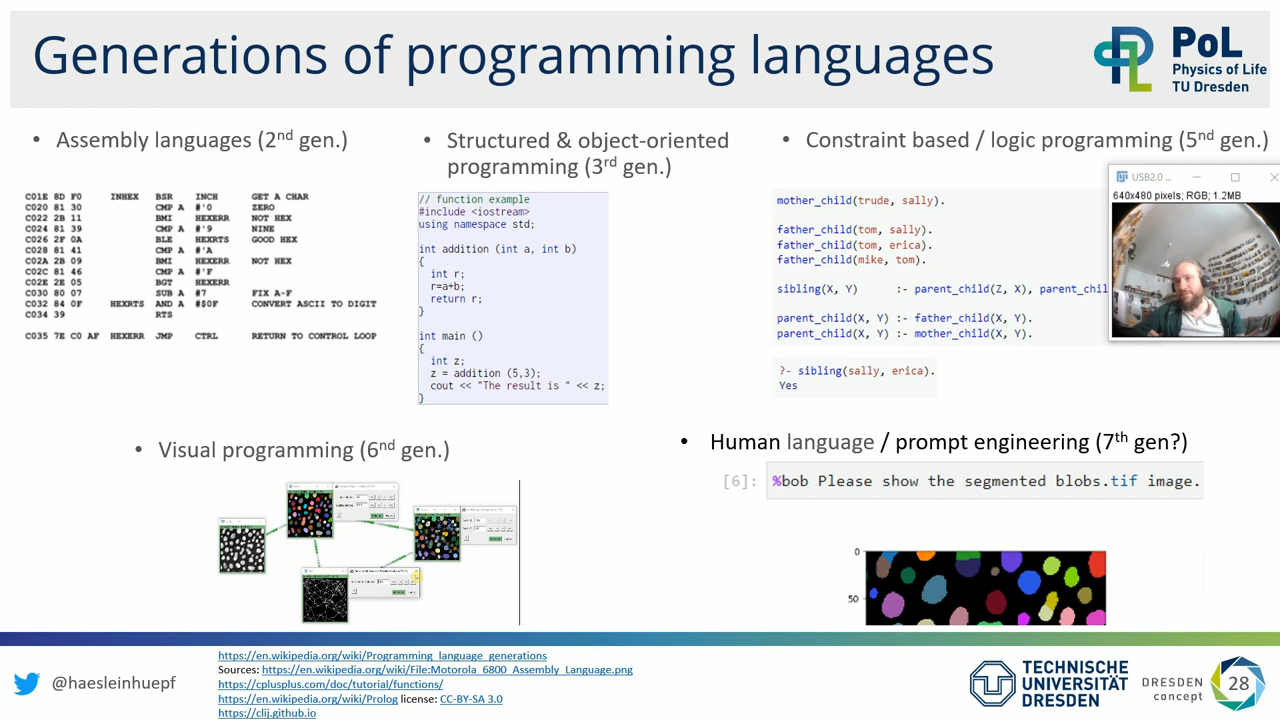 Generations of programming languages
PoL
Physics of Life
TU Dresden
• Assembly languages (2nd gen.)
C01E 8D F0 INHEX BSR INCH GET A CHAR
C020 81 30 CMP A #'0 ZERO
C022 2B 11 BMI HEXERR NOT HEX
C024 81 39 CMP A #'9 NINE
C026 2F 0A BLE HEXRTS GOOD HEX
C028 81 41 CMP A #'A
C02A 2B 09 BMI HEXERR NOT HEX
C02C 81 46 CMP A #'F
C02E 2E 05 BGT HEXERR
C030 80 07 SUB A #7 FIX A-F
C032 84 0F HEXRTS AND A #$0F CONVERT ASCII TO DIGIT
C034 39 RTS
C035 7E C0 AF HEXERR JMP CTRL RETURN TO CONTROL LOOP
• Structured & object-oriented
programming (3rd gen.)
// function example
#include <iostream>
using namespace std;
int addition (int a, int b)
{
int r;
r=a+b;
return r;
}
int main ()
{
int z;
z = addition (5,3);
cout << "The result is " << z;
}
• Constraint based / logic programming (5nd gen.)
mother_child(trude, sally).
father_child(tom, sally).
father_child(tom, erica).
father_child(mike, tom).
sibling(X, Y) :- parent_child(Z, X), parent_chil
parent_child(X, Y) :- father_child(X, Y).
parent_child(X, Y) :- mother_child(X, Y).
?- sibling(sally, erica).
Yes
USB2.0 ...
640x480 pixels; RGB; 1.2MB
• Visual programming (6nd gen.)
• Human language / prompt engineering (7th gen?)
[6]: %bob Please show the segmented blobs.tif image.
0
50
@haesleinhuepf
https://en.wikipedia.org/wiki/Programming_language_generations
Sources: https://en.wikipedia.org/wiki/File:Motorola_6800_Assembly_Language.png
https://cplusplus.com/doc/tutorial/functions/
https://en.wikipedia.org/wiki/Prolog license: CC-BY-SA 3.0
https://clij.github.io
TECHNISCHE
UNIVERSITÄT
DRESDEN
DRESDEN
concept
28